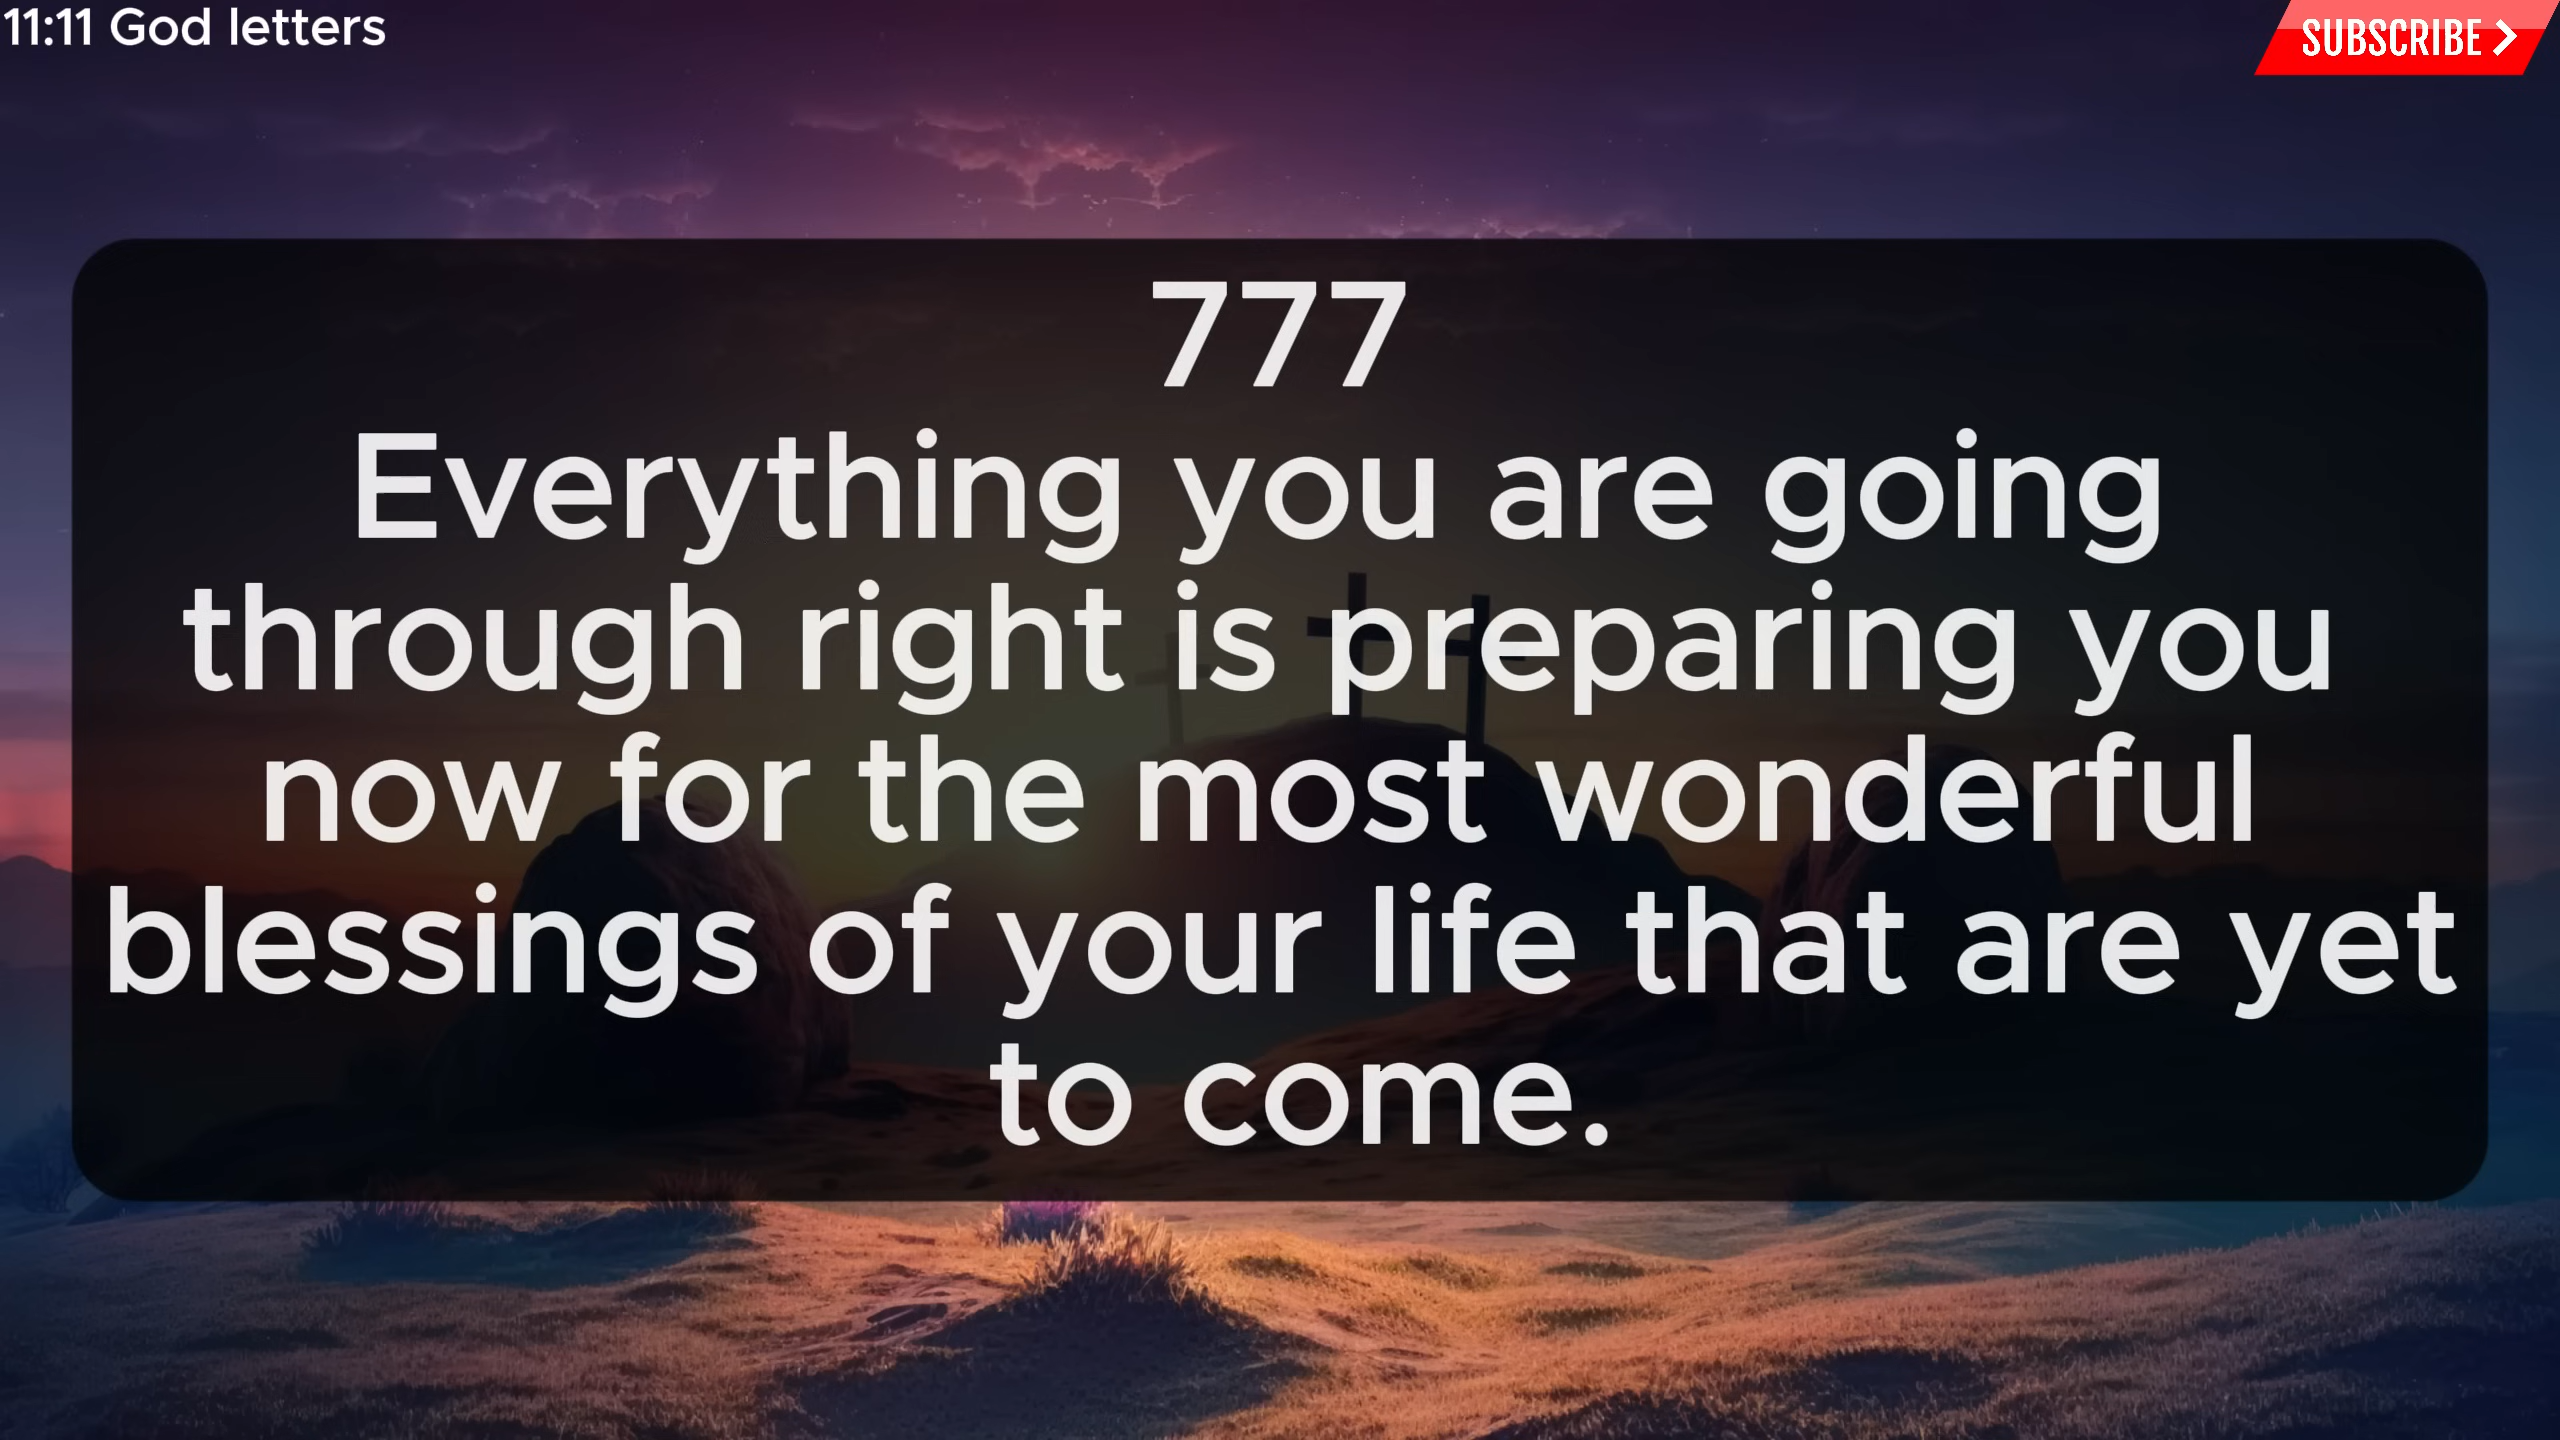 11:11 God letters
SUBSCRIBE
777
Everything you are going
through right is preparing you
now for the most wonderful
blessings of your life that are yet
to come.